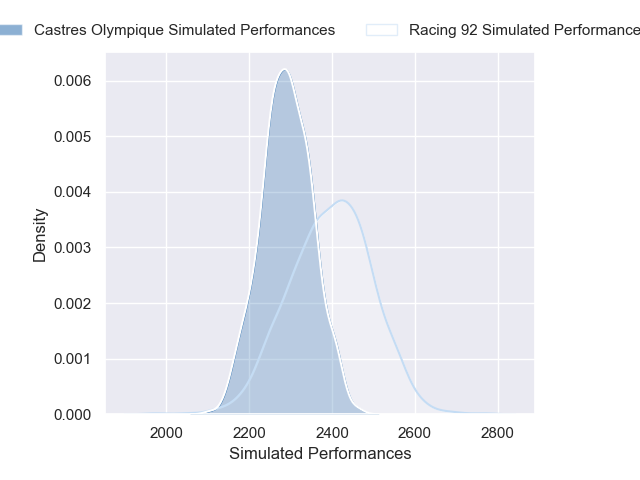 Castres Olympique Simulated Performances
Racing 92 Simulated Performance
0.006
0.005
0.004
0.003
0.002
0.001
0.000
Density
2000 2200 2400 2600 2800
Simulated Performances